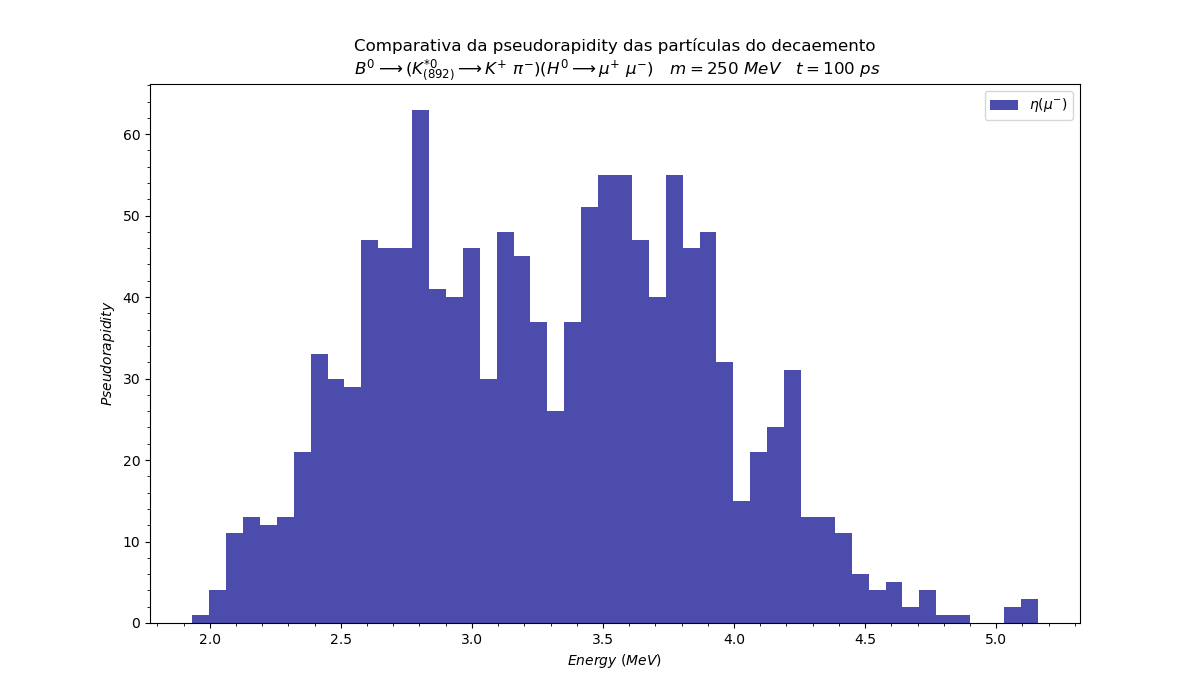 Comparativa da pseudorapidity das partículas do decaemento
B⁰ ⟶ (K*⁰₍₈₉₂₎ ⟶ K⁺ π⁻)(H⁰ ⟶ μ⁺ μ⁻) m = 250 MeV t = 100 ps
η(μ⁻)
60
50
40
30
20
10
0
Pseudorapidity
2.0 2.5 3.0 3.5 4.0 4.5 5.0
Energy (MeV)